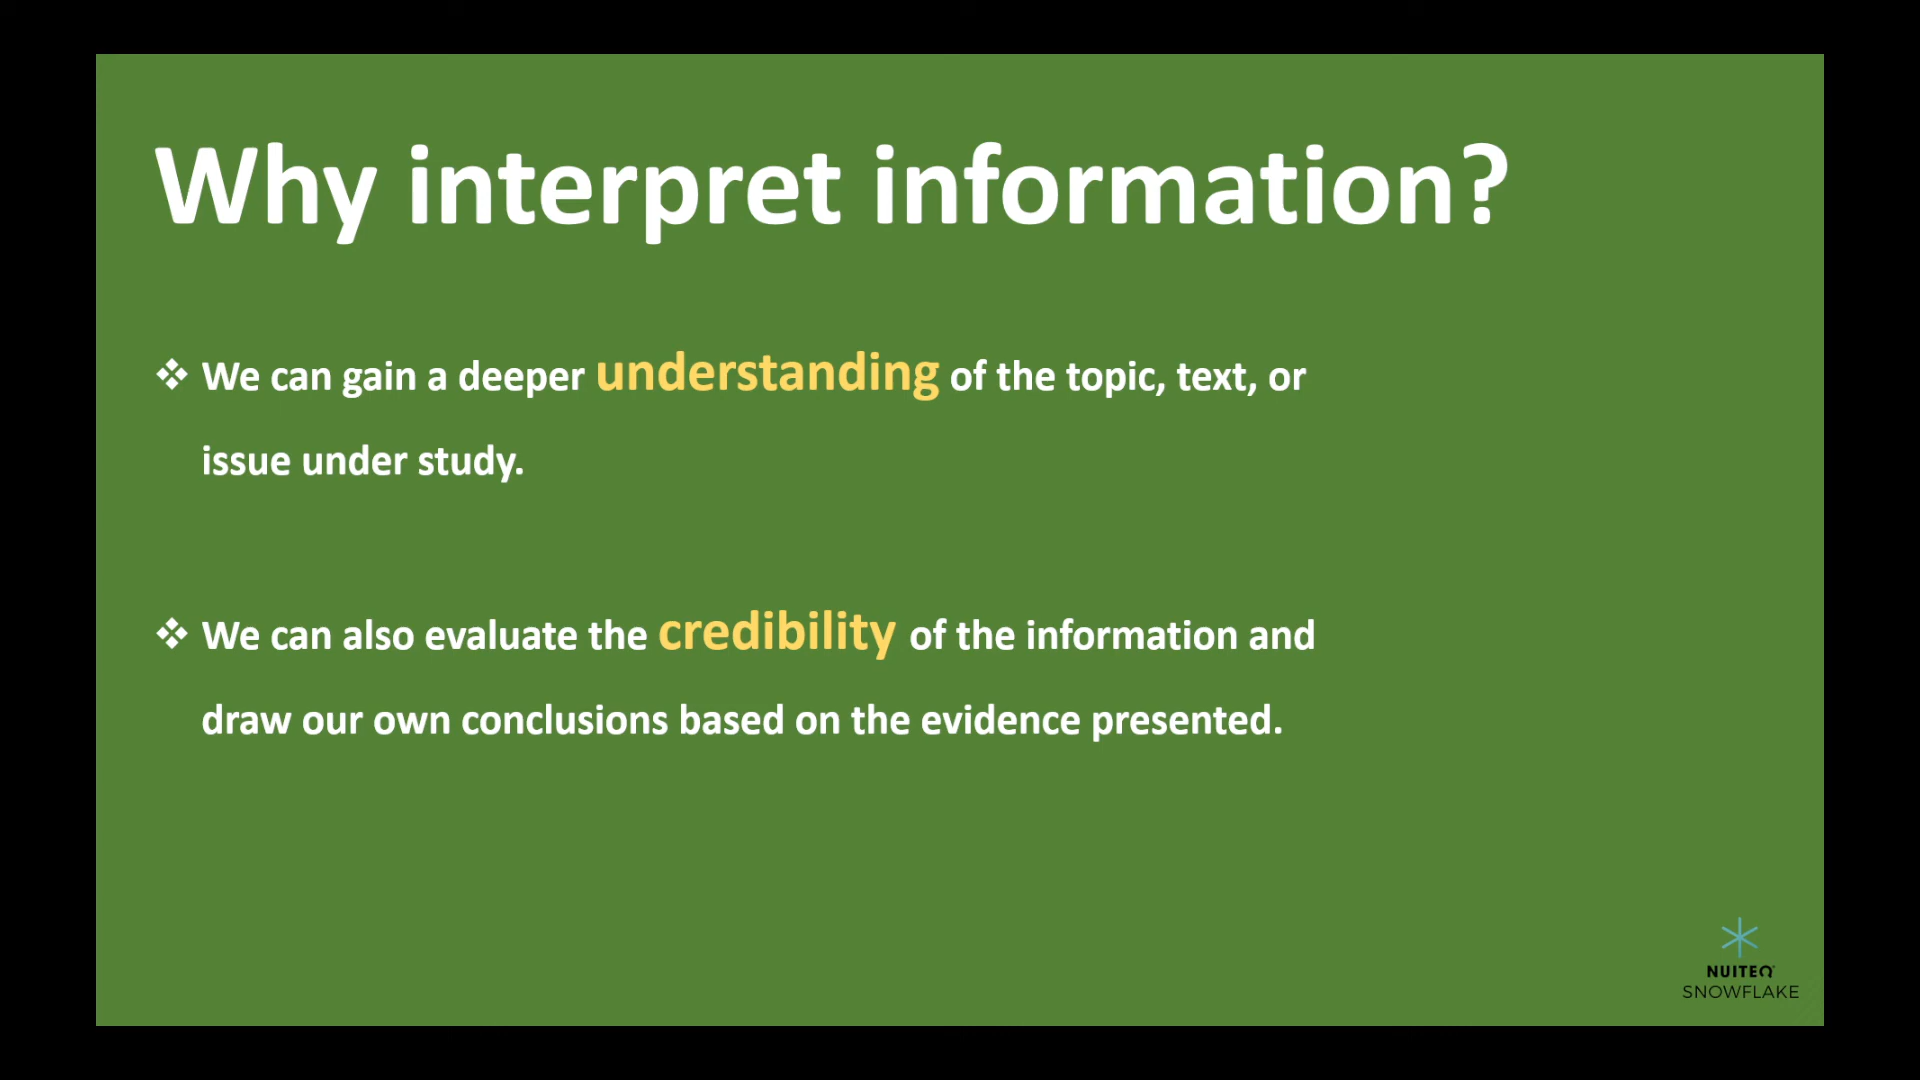 Why interpret information?
❖ We can gain a deeper understanding of the topic, text, or
issue under study.
❖ We can also evaluate the credibility of the information and
draw our own conclusions based on the evidence presented.
NUITEQ
SNOWFLAKE